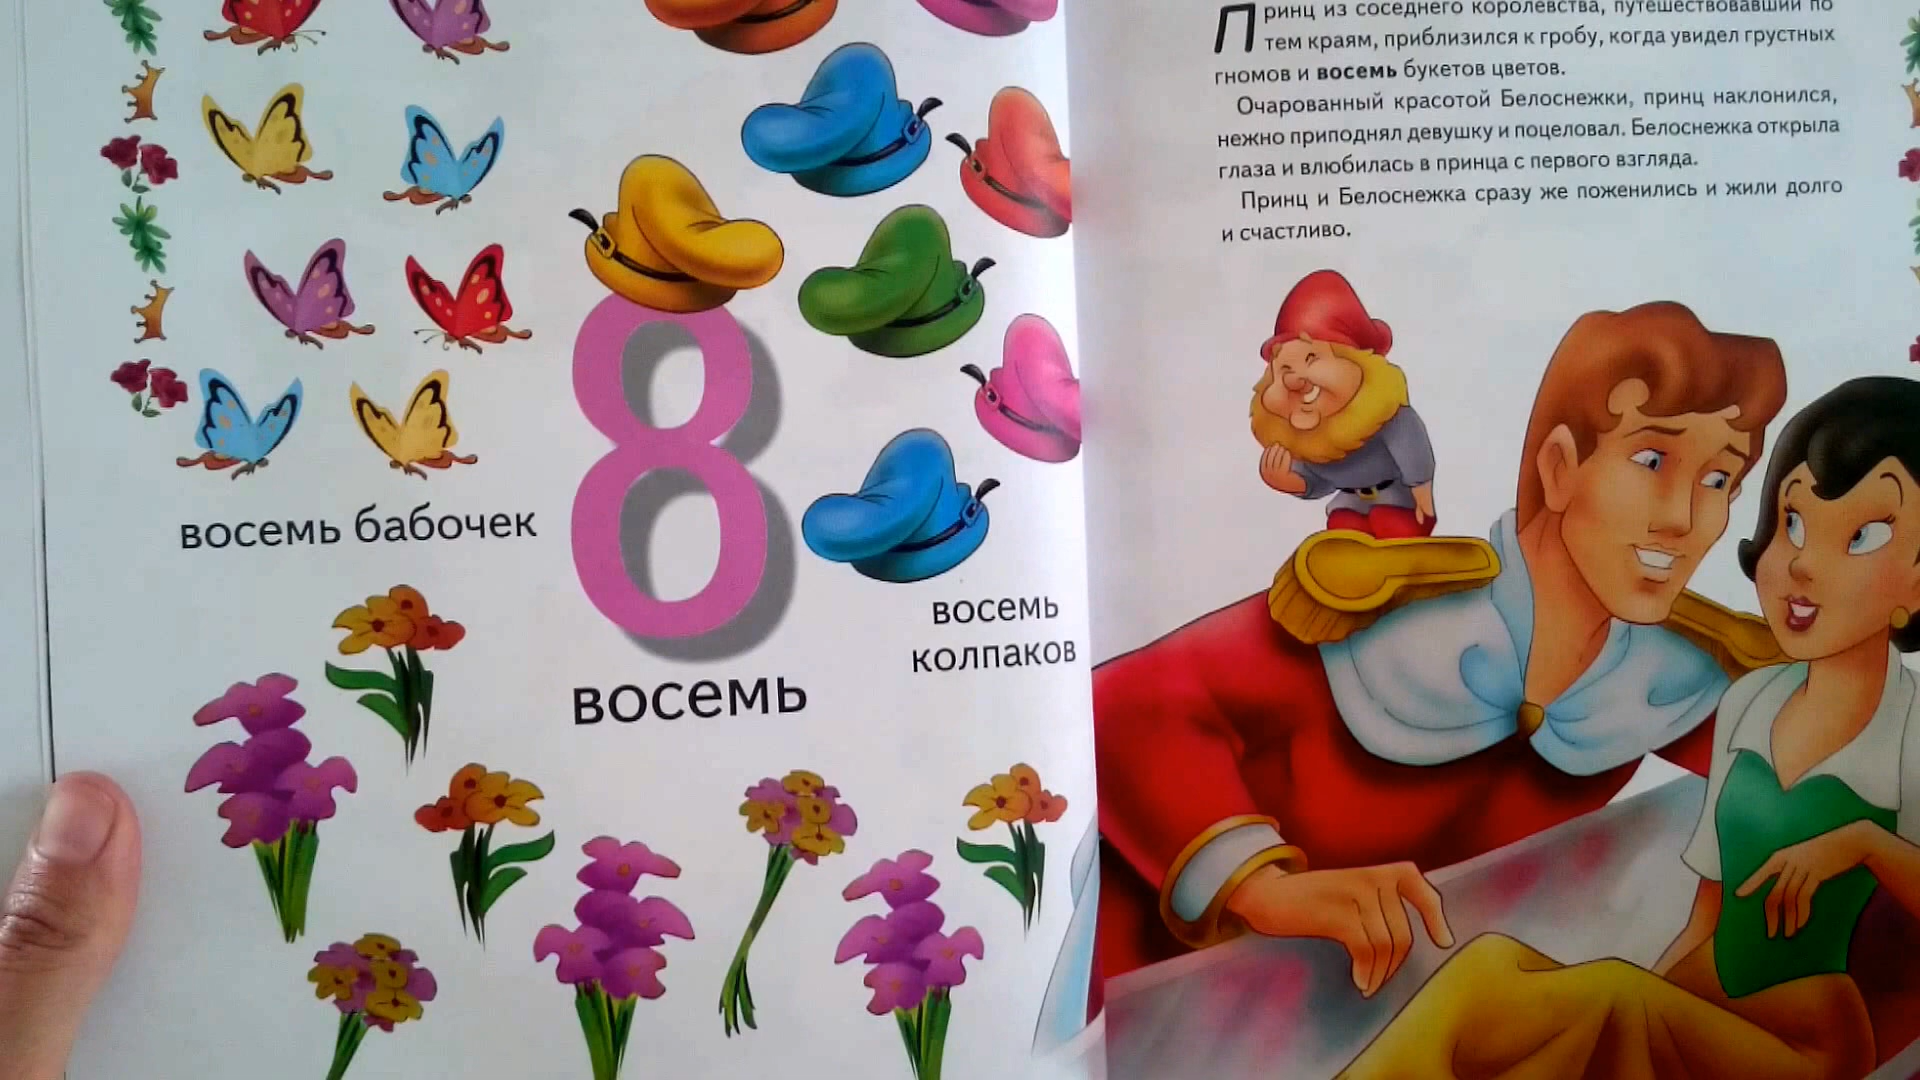 восемь бабочек
8
восемь
колпаков
восемь
Принц из соседнего королевства, путешествовавший по
тем краям, приблизился к гробу, когда увидел грустных
гномов и восемь букетов цветов.
Очарованный красотой Белоснежки, принц наклонился,
нежно приподнял девушку и поцеловал. Белоснежка открыла
глаза и влюбилась в принца с первого взгляда.
Принц и Белоснежка сразу же поженились и жили долго
и счастливо.